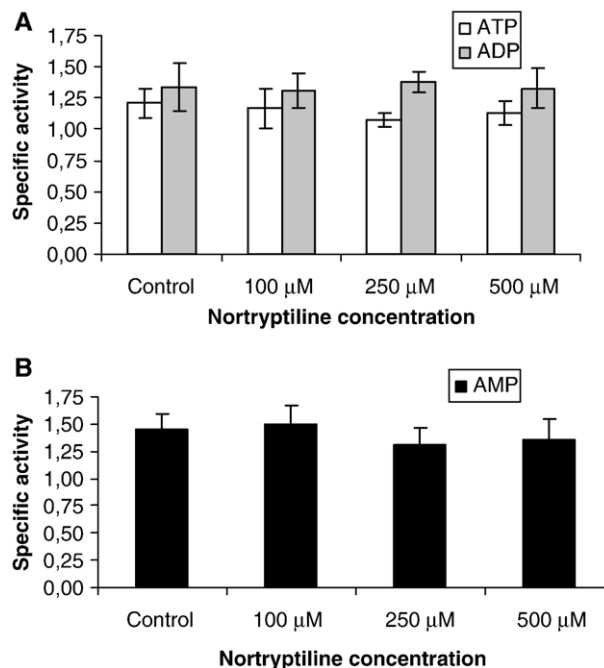 A
ATP
ADP
Specific activity
1,75
1,50
1,25
1,00
0,75
0,50
0,25
0,00
Control 100 µM 250 µM 500 µM
Nortryptiline concentration
B
AMP
Specific activity
1,75
1,50
1,25
1,00
0,75
0,50
0,25
0,00
Control 100 µM 250 µM 500 µM
Nortryptiline concentration